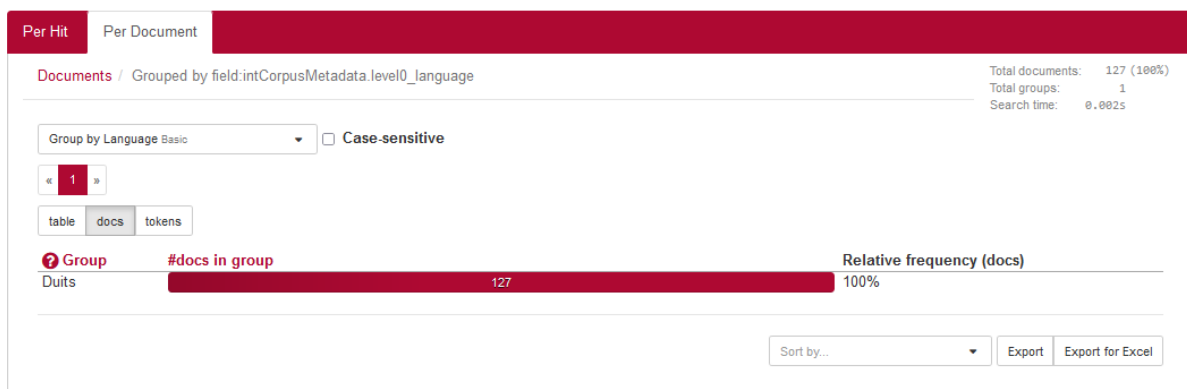 Per Hit Per Document
Documents / Grouped by field:intCorpusMetadata.level0_language
Total documents: 127 (100%)
Total groups: 1
Search time: 0.002s
Group by Language Basic Case-sensitive
« 1 »
table docs tokens
? Group #docs in group Relative frequency (docs)
Duits 127 100%
Sort by... Export Export for Excel